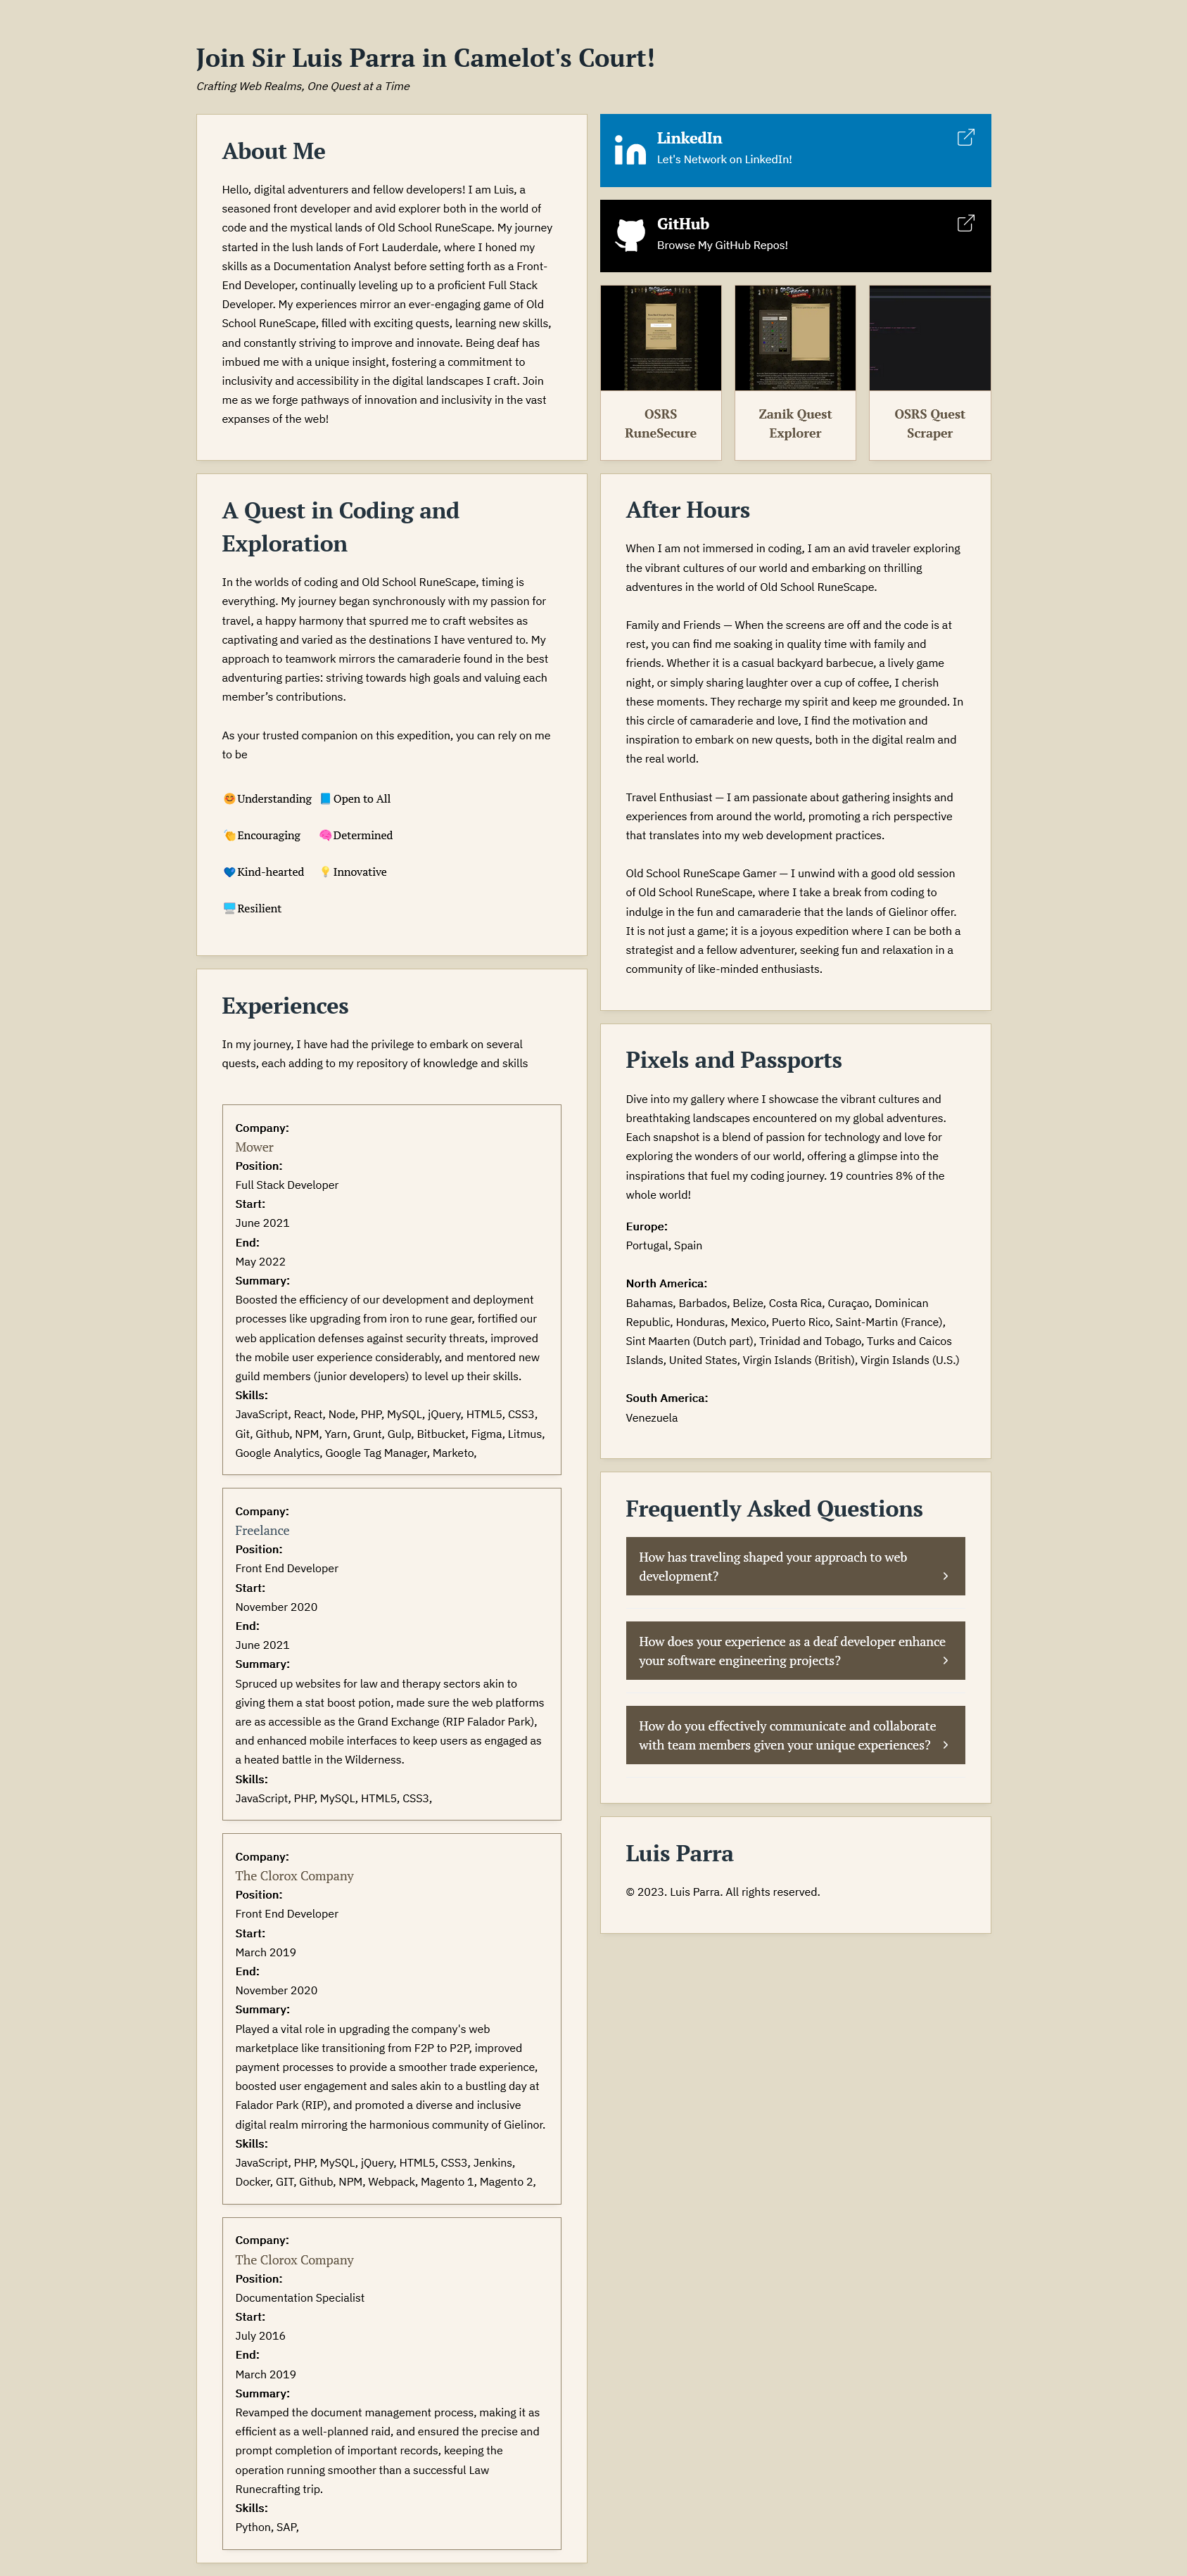 Join Sir Luis Parra in Camelot's Court!
Crafting Web Realms, One Quest at a Time
About Me
Hello, digital adventurers and fellow developers! I am Luis, a
seasoned front developer and avid explorer both in the world of
code and the mystical lands of Old School RuneScape. My journey
started in the lush lands of Fort Lauderdale, where I honed my
skills as a Documentation Analyst before setting forth as a Front-
End Developer, continually leveling up to a proficient Full Stack
Developer. My experiences mirror an ever-engaging game of Old
School RuneScape, filled with exciting quests, learning new skills,
and constantly striving to improve and innovate. Being deaf has
imbued me with a unique insight, fostering a commitment to
inclusivity and accessibility in the digital landscapes I craft. Join
me as we forge pathways of innovation and inclusivity in the vast
expanses of the web!
LinkedIn
Let's Network on LinkedIn!
GitHub
Browse My GitHub Repos!
OSRS
RuneSecure
Zanik Quest
Explorer
OSRS Quest
Scraper
A Quest in Coding and
Exploration
In the worlds of coding and Old School RuneScape, timing is
everything. My journey began synchronously with my passion for
travel, a happy harmony that spurred me to craft websites as
captivating and varied as the destinations I have ventured to. My
approach to teamwork mirrors the camaraderie found in the best
adventuring parties: striving towards high goals and valuing each
member’s contributions.
As your trusted companion on this expedition, you can rely on me
to be
😊Understanding 📘Open to All
👏Encouraging 🧠Determined
💙Kind-hearted 💡Innovative
🖥️Resilient
Experiences
In my journey, I have had the privilege to embark on several
quests, each adding to my repository of knowledge and skills
Company:
Mower
Position:
Full Stack Developer
Start:
June 2021
End:
May 2022
Summary:
Boosted the efficiency of our development and deployment
processes like upgrading from iron to rune gear, fortified our
web application defenses against security threats, improved
the mobile user experience considerably, and mentored new
guild members (junior developers) to level up their skills.
Skills:
JavaScript, React, Node, PHP, MySQL, jQuery, HTML5, CSS3,
Git, Github, NPM, Yarn, Grunt, Gulp, Bitbucket, Figma, Litmus,
Google Analytics, Google Tag Manager, Marketo,
Company:
Freelance
Position:
Front End Developer
Start:
November 2020
End:
June 2021
Summary:
Spruced up websites for law and therapy sectors akin to
giving them a stat boost potion, made sure the web platforms
are as accessible as the Grand Exchange (RIP Falador Park),
and enhanced mobile interfaces to keep users as engaged as
a heated battle in the Wilderness.
Skills:
JavaScript, PHP, MySQL, HTML5, CSS3,
Company:
The Clorox Company
Position:
Front End Developer
Start:
March 2019
End:
November 2020
Summary:
Played a vital role in upgrading the company's web
marketplace like transitioning from F2P to P2P, improved
payment processes to provide a smoother trade experience,
boosted user engagement and sales akin to a bustling day at
Falador Park (RIP), and promoted a diverse and inclusive
digital realm mirroring the harmonious community of Gielinor.
Skills:
JavaScript, PHP, MySQL, jQuery, HTML5, CSS3, Jenkins,
Docker, GIT, Github, NPM, Webpack, Magento 1, Magento 2,
Company:
The Clorox Company
Position:
Documentation Specialist
Start:
July 2016
End:
March 2019
Summary:
Revamped the document management process, making it as
efficient as a well-planned raid, and ensured the precise and
prompt completion of important records, keeping the
operation running smoother than a successful Law
Runecrafting trip.
Skills:
Python, SAP,
After Hours
When I am not immersed in coding, I am an avid traveler exploring
the vibrant cultures of our world and embarking on thrilling
adventures in the world of Old School RuneScape.
Family and Friends — When the screens are off and the code is at
rest, you can find me soaking in quality time with family and
friends. Whether it is a casual backyard barbecue, a lively game
night, or simply sharing laughter over a cup of coffee, I cherish
these moments. They recharge my spirit and keep me grounded. In
this circle of camaraderie and love, I find the motivation and
inspiration to embark on new quests, both in the digital realm and
the real world.
Travel Enthusiast — I am passionate about gathering insights and
experiences from around the world, promoting a rich perspective
that translates into my web development practices.
Old School RuneScape Gamer — I unwind with a good old session
of Old School RuneScape, where I take a break from coding to
indulge in the fun and camaraderie that the lands of Gielinor offer.
It is not just a game; it is a joyous expedition where I can be both a
strategist and a fellow adventurer, seeking fun and relaxation in a
community of like-minded enthusiasts.
Pixels and Passports
Dive into my gallery where I showcase the vibrant cultures and
breathtaking landscapes encountered on my global adventures.
Each snapshot is a blend of passion for technology and love for
exploring the wonders of our world, offering a glimpse into the
inspirations that fuel my coding journey. 19 countries 8% of the
whole world!
Europe:
Portugal, Spain
North America:
Bahamas, Barbados, Belize, Costa Rica, Curaçao, Dominican
Republic, Honduras, Mexico, Puerto Rico, Saint-Martin (France),
Sint Maarten (Dutch part), Trinidad and Tobago, Turks and Caicos
Islands, United States, Virgin Islands (British), Virgin Islands (U.S.)
South America:
Venezuela
Frequently Asked Questions
How has traveling shaped your approach to web
development?
How does your experience as a deaf developer enhance
your software engineering projects?
How do you effectively communicate and collaborate
with team members given your unique experiences?
Luis Parra
© 2023. Luis Parra. All rights reserved.